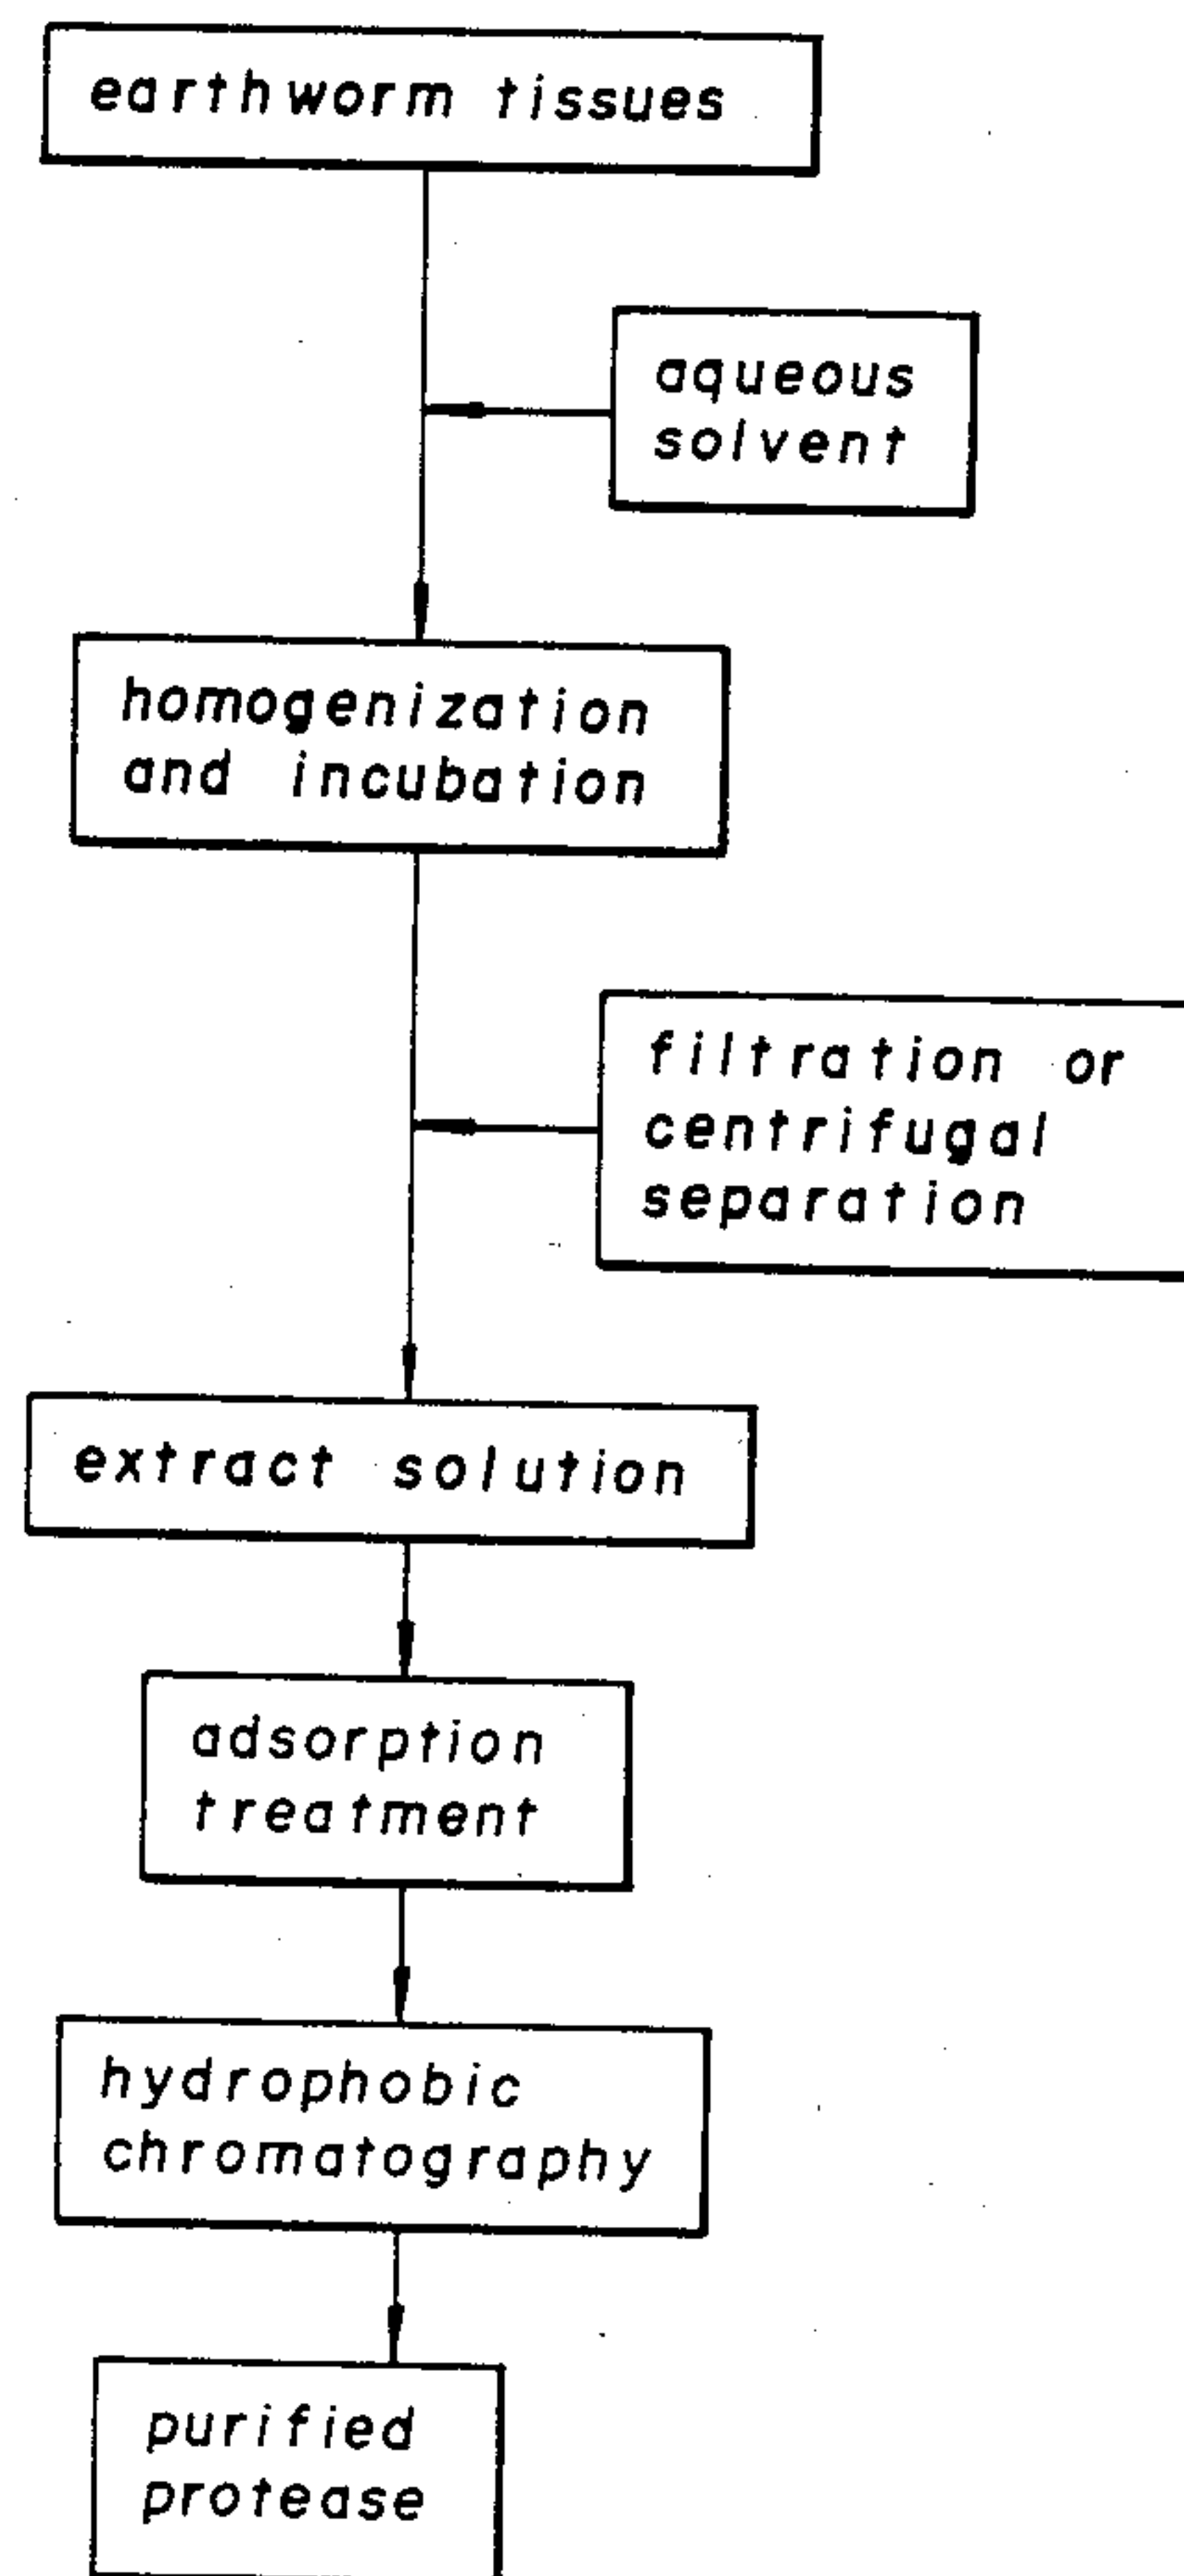 earthworm tissues
aqueous
solvent
homogenization
and incubation
filtration or
centrifugal
separation
extract solution
adsorption
treatment
hydrophobic
chromatography
purified
protease